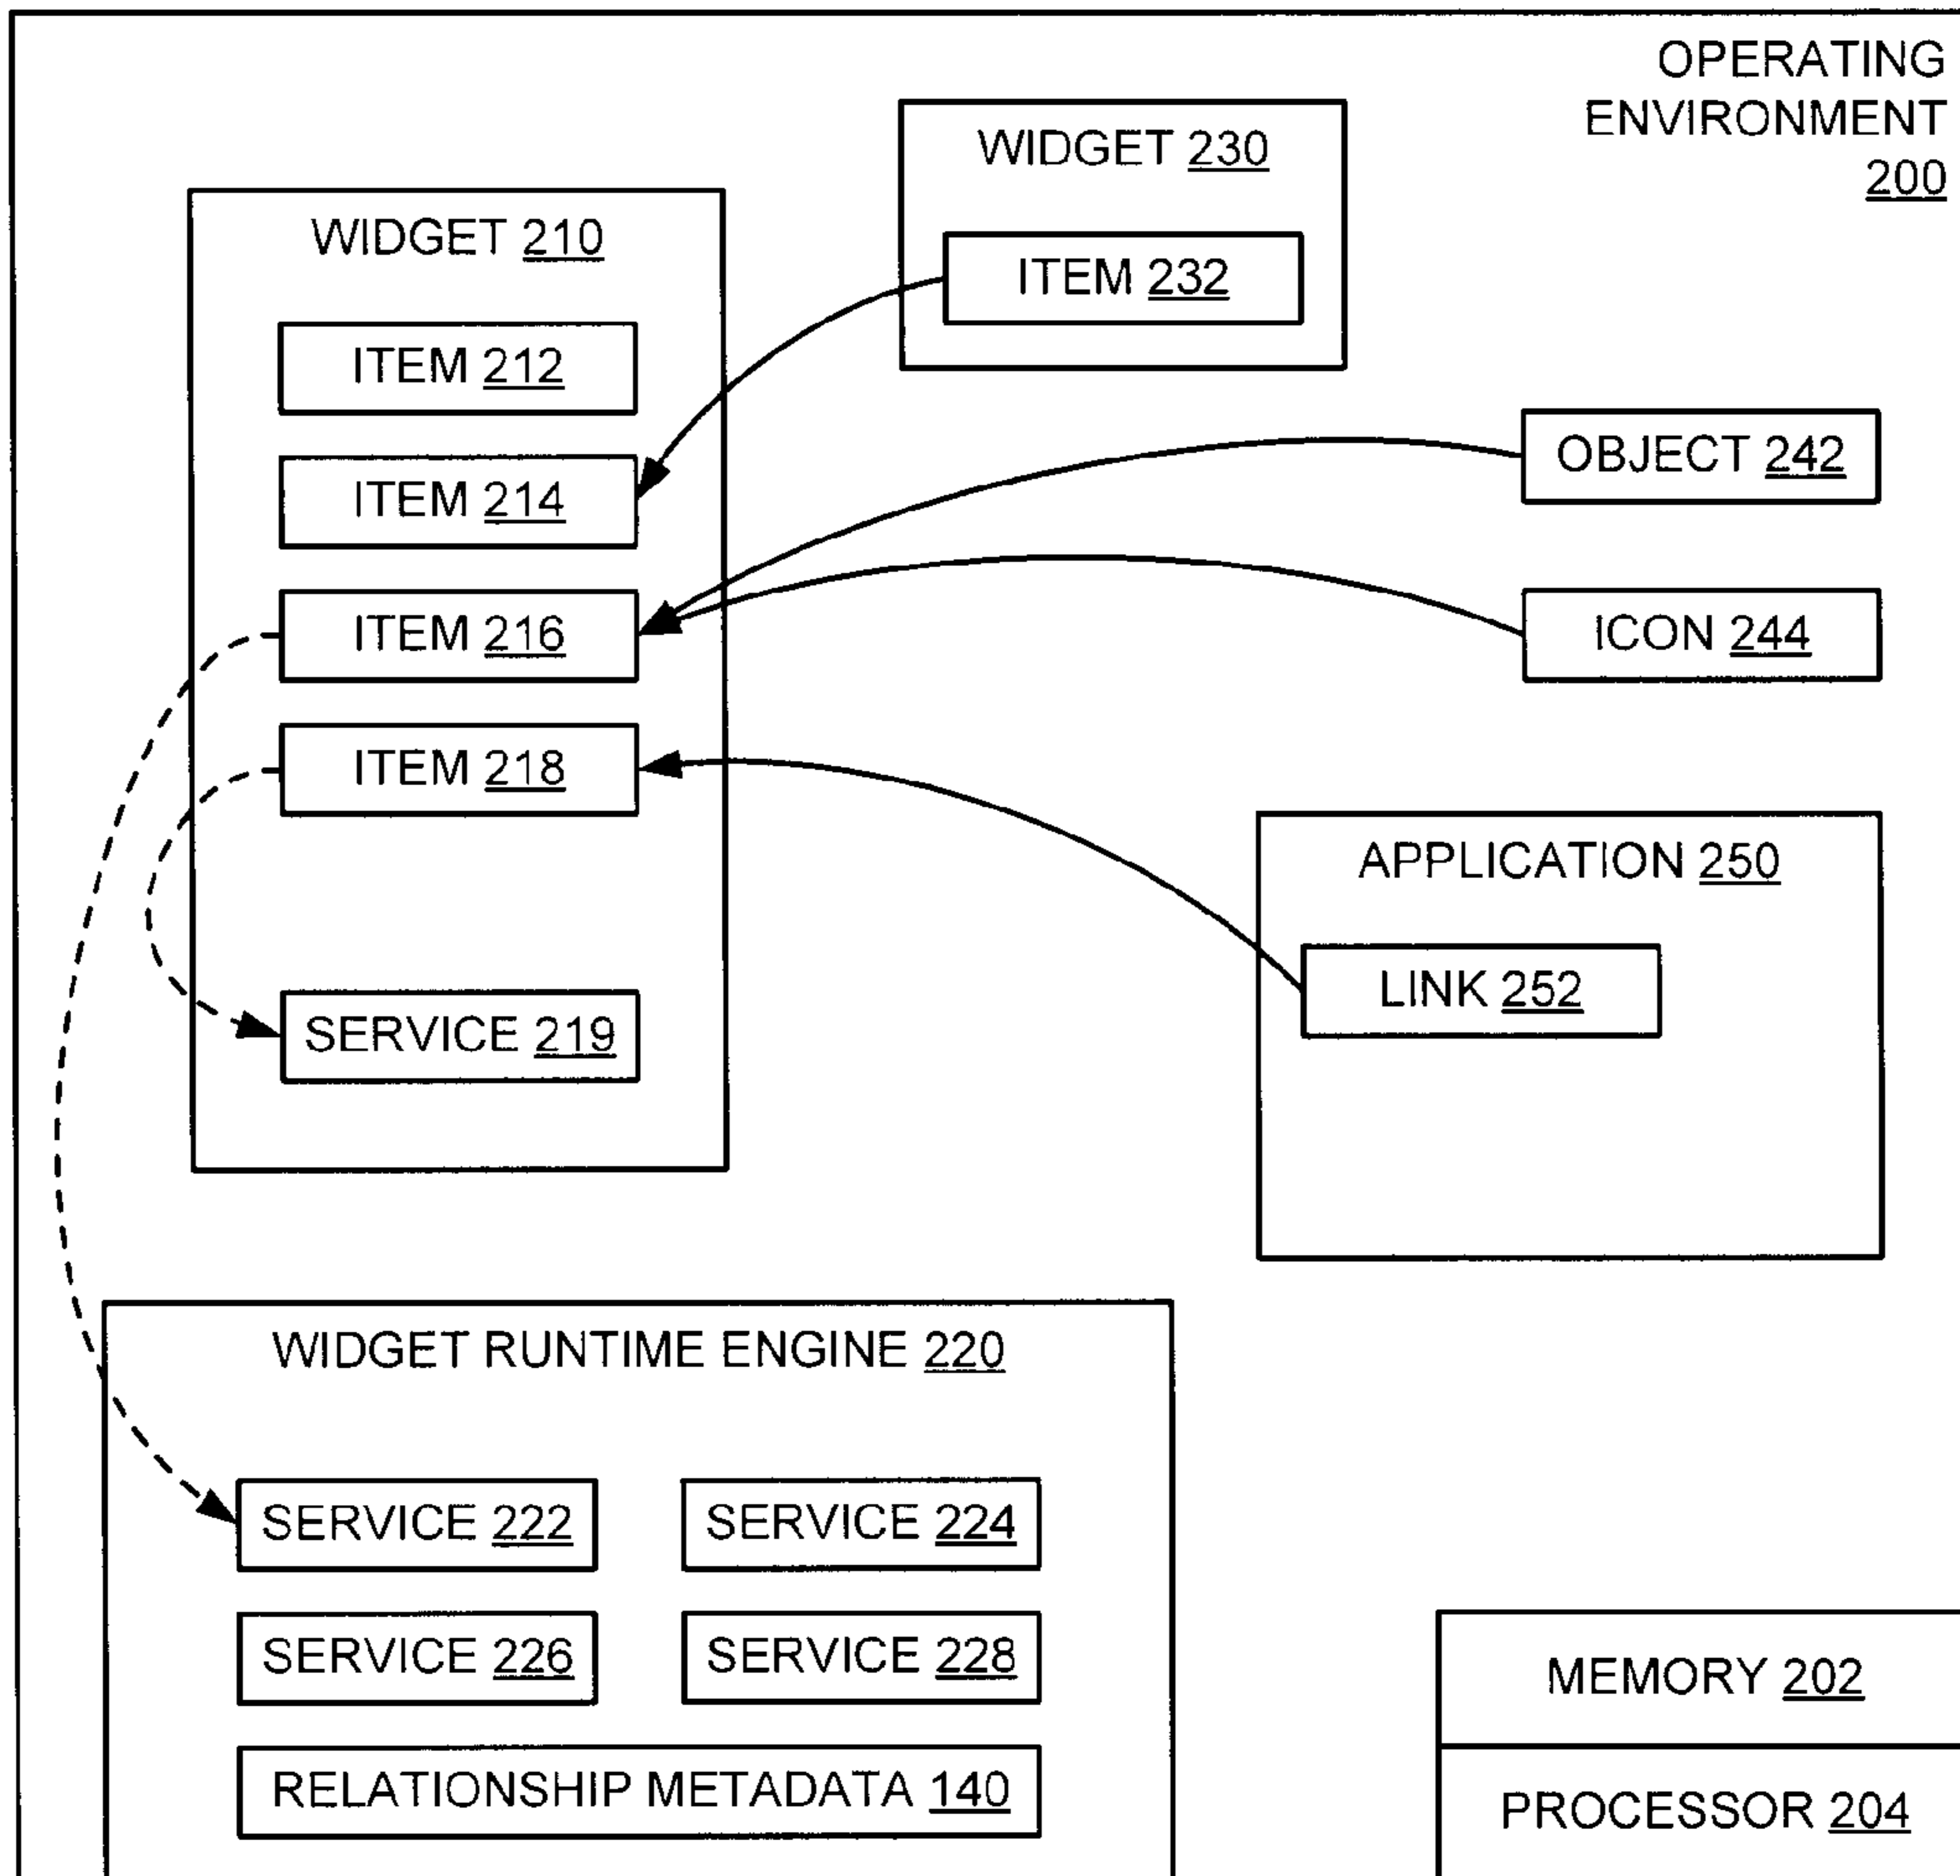 OPERATING
ENVIRONMENT
200
WIDGET 230
ITEM 232
WIDGET 210
ITEM 212
ITEM 214
ITEM 216
ITEM 218
SERVICE 219
OBJECT 242
ICON 244
APPLICATION 250
LINK 252
WIDGET RUNTIME ENGINE 220
SERVICE 222
SERVICE 224
SERVICE 226
SERVICE 228
RELATIONSHIP METADATA 140
MEMORY 202
PROCESSOR 204